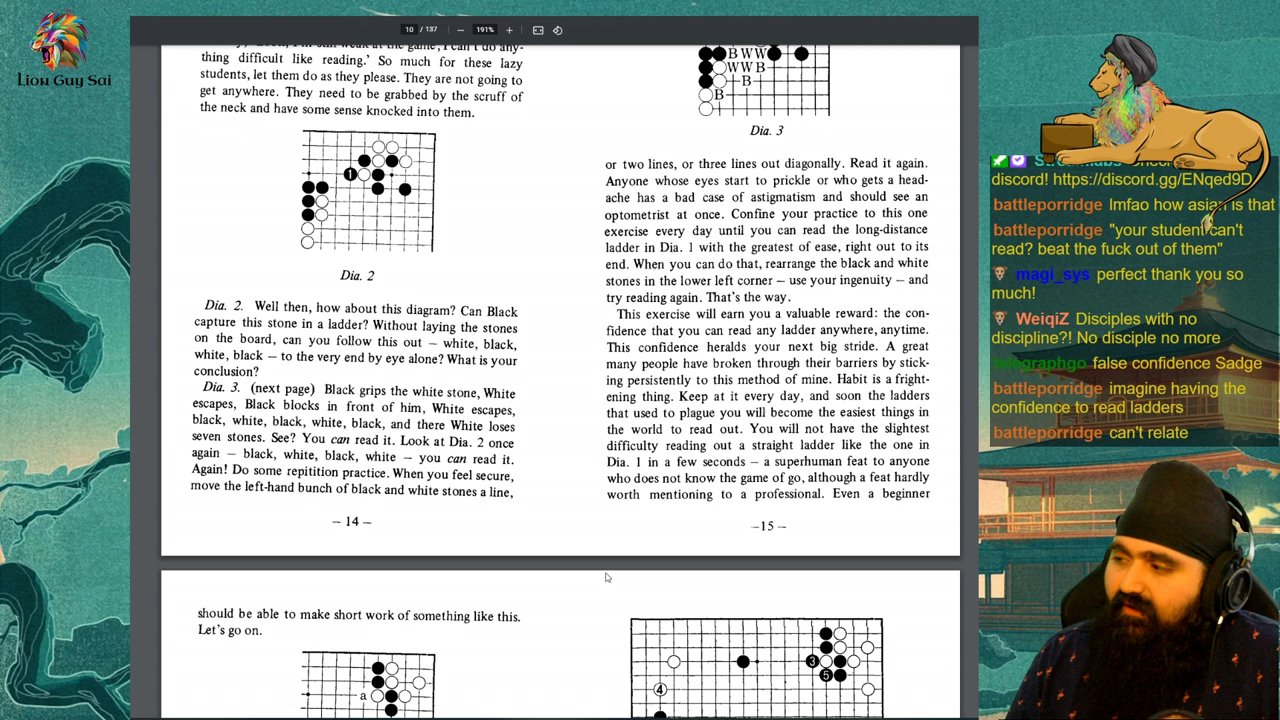 LION GUY SAI
10 / 137
191%
thing difficult like reading.' So much for these lazy
students, let them do as they please. They are not going to
get anywhere. They need to be grabbed by the scruff of
the neck and have some sense knocked into them.
1
Dia. 2
Dia. 2. Well then, how about this diagram? Can Black
capture this stone in a ladder? Without laying the stones
on the board, can you follow this out – white, black,
white, black – to the very end by eye alone? What is your
conclusion?
Dia. 3. (next page) Black grips the white stone, White
escapes, Black blocks in front of him, White escapes,
black, white, black, white, black, and there White loses
seven stones. See? You can read it. Look at Dia. 2 once
again – black, white, black, white – you can read it.
Again! Do some repitition practice. When you feel secure,
move the left-hand bunch of black and white stones a line,
– 14 –
B W W
W W B
B
B
Dia. 3
or two lines, or three lines out diagonally. Read it again.
Anyone whose eyes start to prickle or who gets a head-
ache has a bad case of astigmatism and should see an
optometrist at once. Confine your practice to this one
exercise every day until you can read the long-distance
ladder in Dia. 1 with the greatest of ease, right out to its
end. When you can do that, rearrange the black and white
stones in the lower left corner – use your ingenuity – and
try reading again. That's the way.
This exercise will earn you a valuable reward: the con-
fidence that you can read any ladder anywhere, anytime.
This confidence heralds your next big stride. A great
many people have broken through their barriers by stick-
ing persistently to this method of mine. Habit is a fright-
ening thing. Keep at it every day, and soon the ladders
that used to plague you will become the easiest things in
the world to read out. You will not have the slightest
difficulty reading out a straight ladder like the one in
Dia. 1 in a few seconds – a superhuman feat to anyone
who does not know the game of go, although a feat hardly
worth mentioning to a professional. Even a beginner
–15 –
should be able to make short work of something like this.
Let's go on.
a
3
5
4
discord! https://discord.gg/ENqed9D
battleporridge lmfao how asian is that
battleporridge "your student can't
read? beat the fuck out of them"
magi_sys perfect thank you so
much!
WeiqiZ Disciples with no
discipline?! No disciple no more
false confidence Sadge
battleporridge imagine having the
confidence to read ladders
battleporridge can't relate